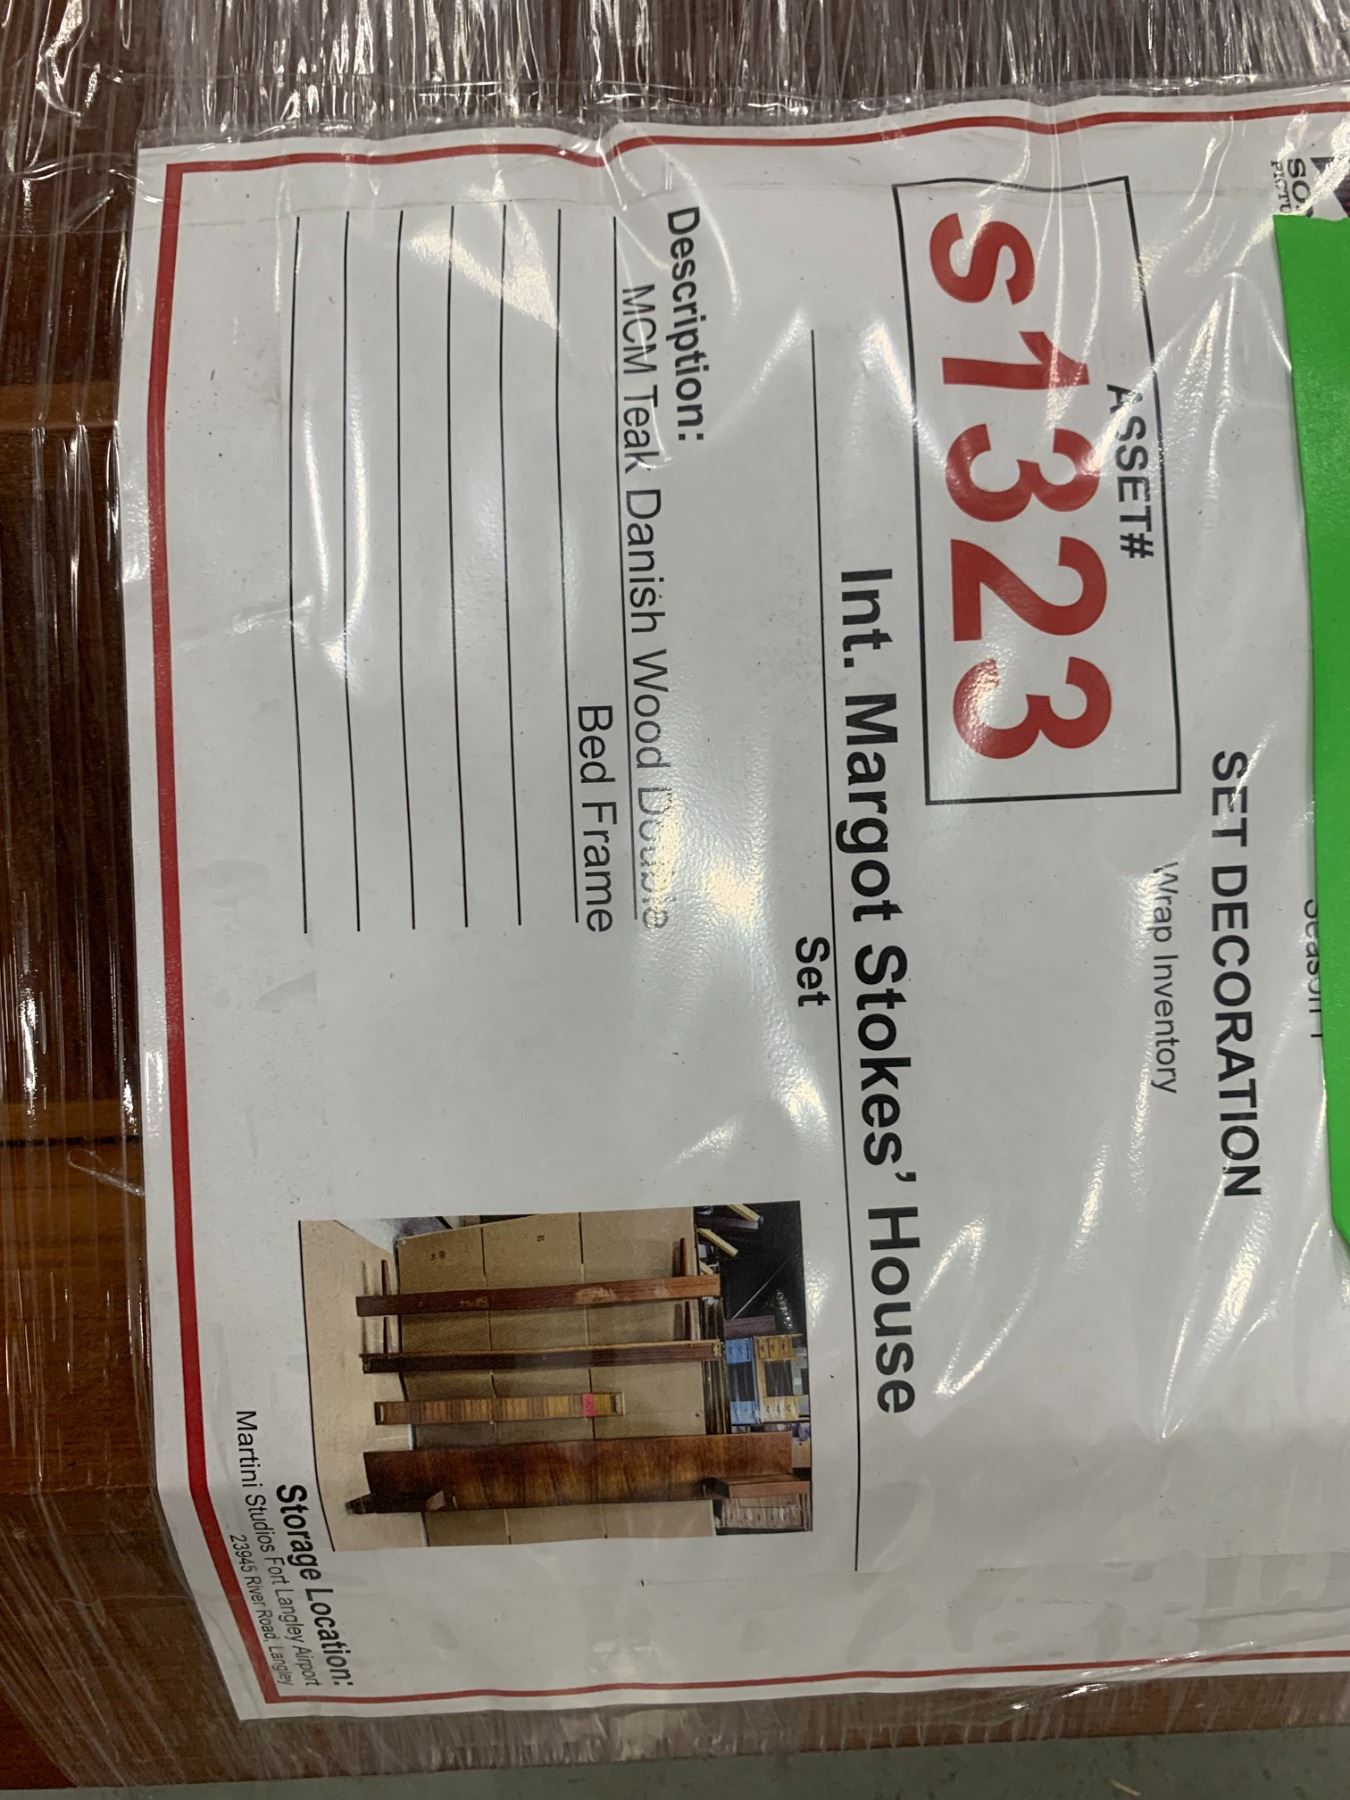 SET DECORATION
Wrap Inventory
ASSET#
s1323
Int. Margot Stokes' House
Set
Description:
MCM Teak Danish Wood Double
Bed Frame
Storage Location:
Martini Studios Fort Langley Airport
23945 River Road, Langley